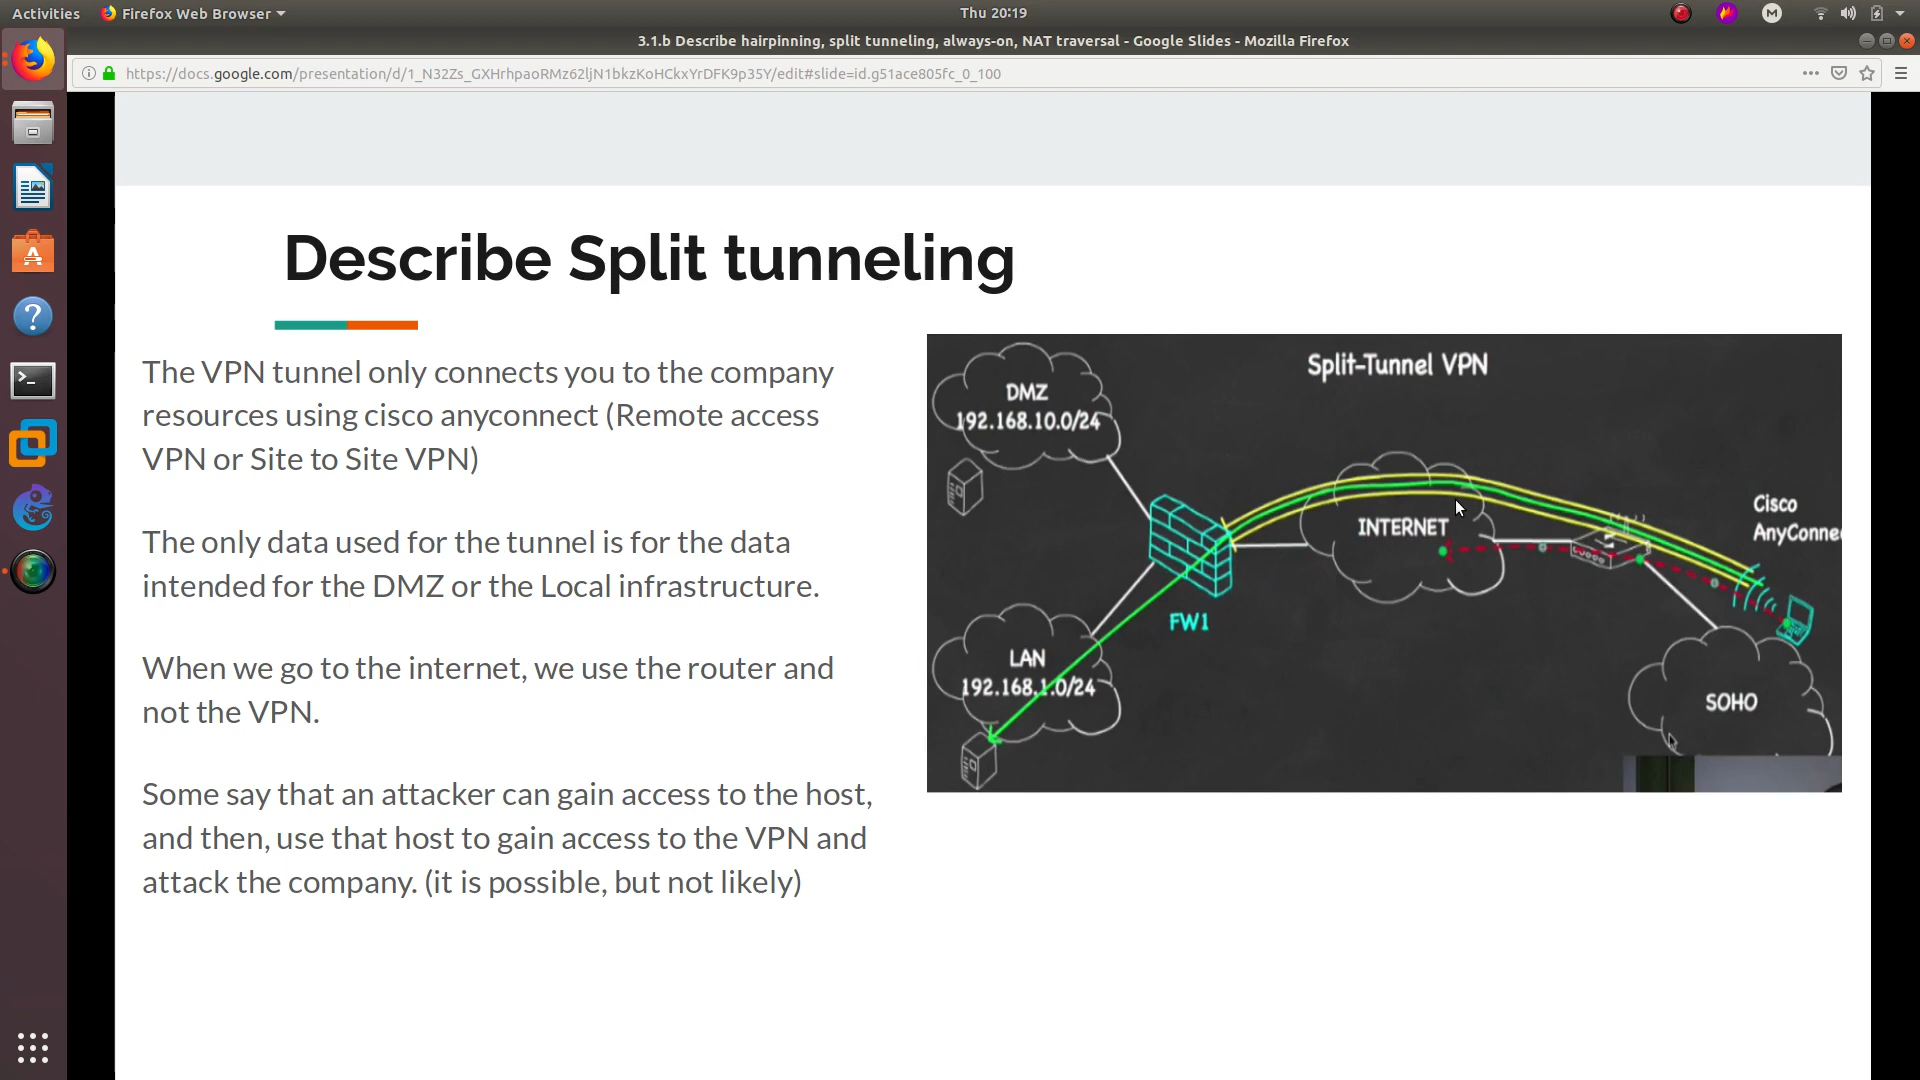 Activities
Firefox Web Browser
Thu 20:19
3.1.b Describe hairpinning, split tunneling, always-on, NAT traversal - Google Slides - Mozilla Firefox
https://docs.google.com/presentation/d/1_N32Zs_GXHrhpaoRMz62ljN1bkzKoHCkxYrDFK9p35Y/edit#slide=id.g51ace805fc_0_100
Describe Split tunneling
The VPN tunnel only connects you to the company
resources using cisco anyconnect (Remote access
VPN or Site to Site VPN)
The only data used for the tunnel is for the data
intended for the DMZ or the Local infrastructure.
When we go to the internet, we use the router and
not the VPN.
Some say that an attacker can gain access to the host,
and then, use that host to gain access to the VPN and
attack the company. (it is possible, but not likely)
Split-Tunnel VPN
DMZ
192.168.10.0/24
INTERNET
Cisco
AnyConne
FW1
LAN
192.168.1.0/24
SOHO